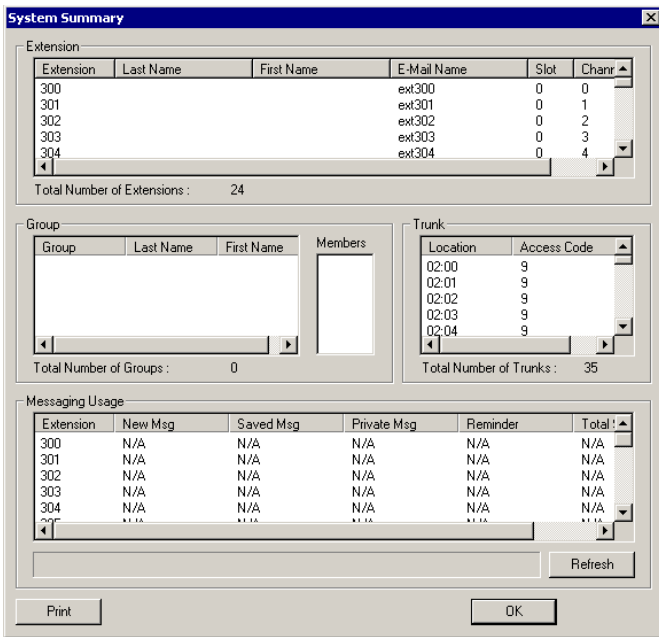 System Summary
Extension
Extension Last Name First Name E-Mail Name Slot Chanr
300 ext300 0 0
301 ext301 0 1
302 ext302 0 2
303 ext303 0 3
304 ext304 0 4
Total Number of Extensions : 24
Group
Group Last Name First Name
Members
Total Number of Groups : 0
Trunk
Location Access Code
02:00 9
02:01 9
02:02 9
02:03 9
02:04 9
Total Number of Trunks : 35
Messaging Usage
Extension New Msg Saved Msg Private Msg Reminder Total
300 N/A N/A N/A N/A N/A
301 N/A N/A N/A N/A N/A
302 N/A N/A N/A N/A N/A
303 N/A N/A N/A N/A N/A
304 N/A N/A N/A N/A N/A
Refresh
Print
OK